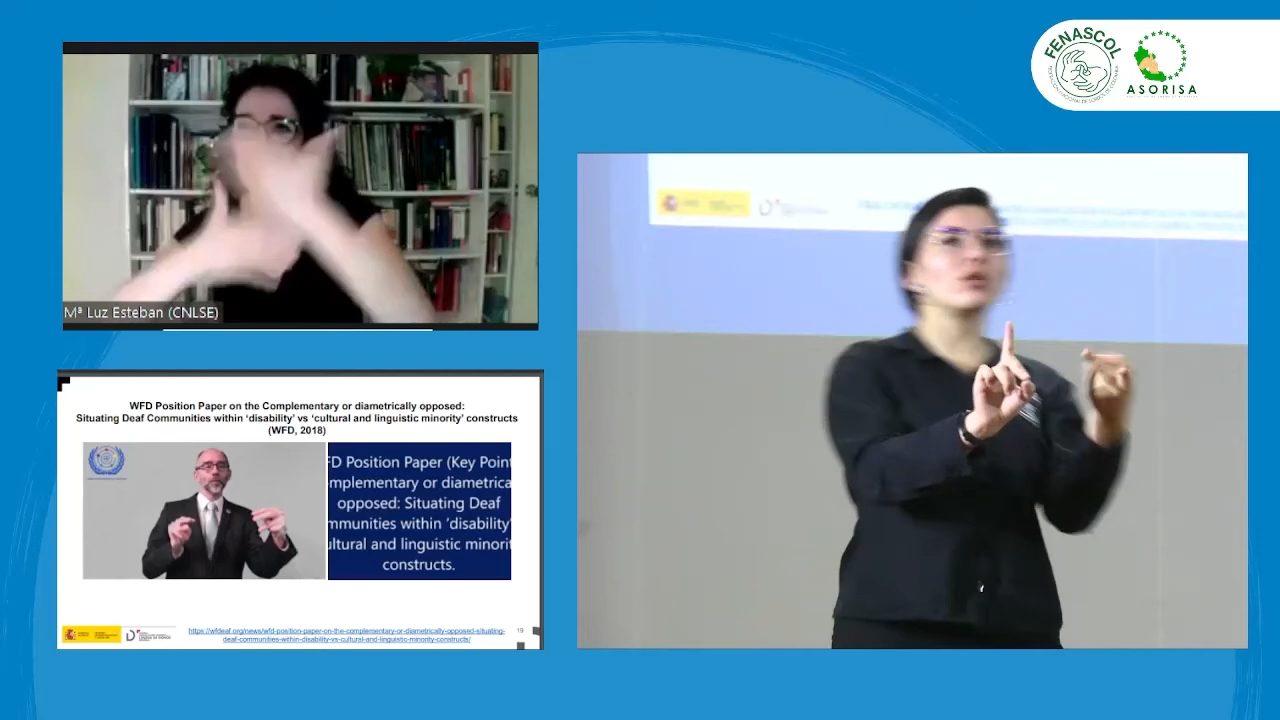 FENASCOL
ASORISA
Mª Luz Esteban (CNLSE)
WFD Position Paper on the Complementary or diametrically opposed:
Situating Deaf Communities within 'disability' vs 'cultural and linguistic minority' constructs
(WFD, 2018)
FD Position Paper (Key Point
mplementary or diametrica
opposed: Situating Deaf
mmunities within 'disability'
ultural and linguistic minorit
constructs.
https://wfdeaf.org/news/wfd-position-paper-on-the-complementary-or-diametrically-opposed-situating-
deaf-communities-within-disability-vs-cultural-and-linguistic-minority-constructs/
19